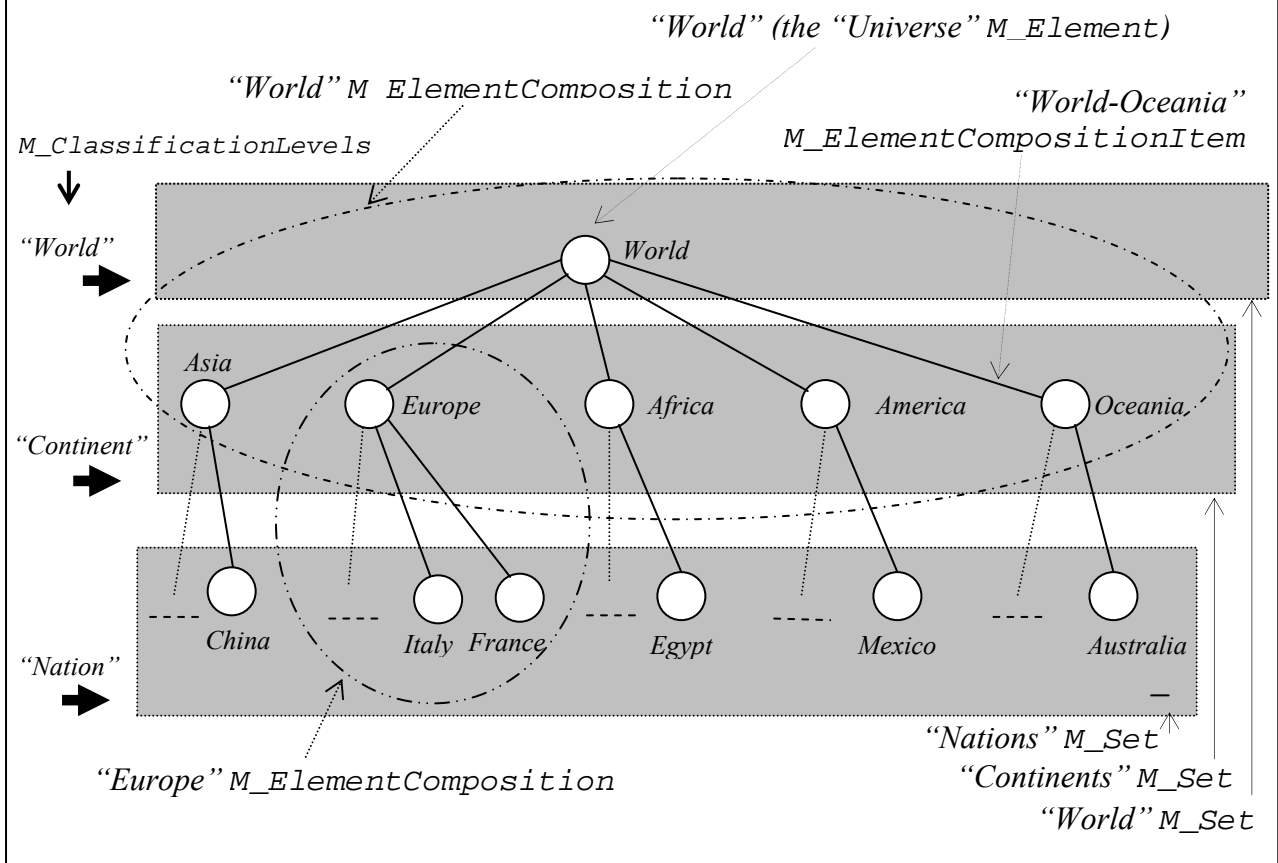 “World” (the “Universe” M_Element)
“World” M_ElementComposition
“World-Oceania”
M_ElementCompositionItem
M_ClassificationLevels
“World”
World
Asia
Europe
Africa
America
Oceania
“Continent”
China
Italy
France
Egypt
Mexico
Australia
“Nation”
“Nations” M_Set
“Europe” M_ElementComposition
“Continents” M_Set
“World” M_Set